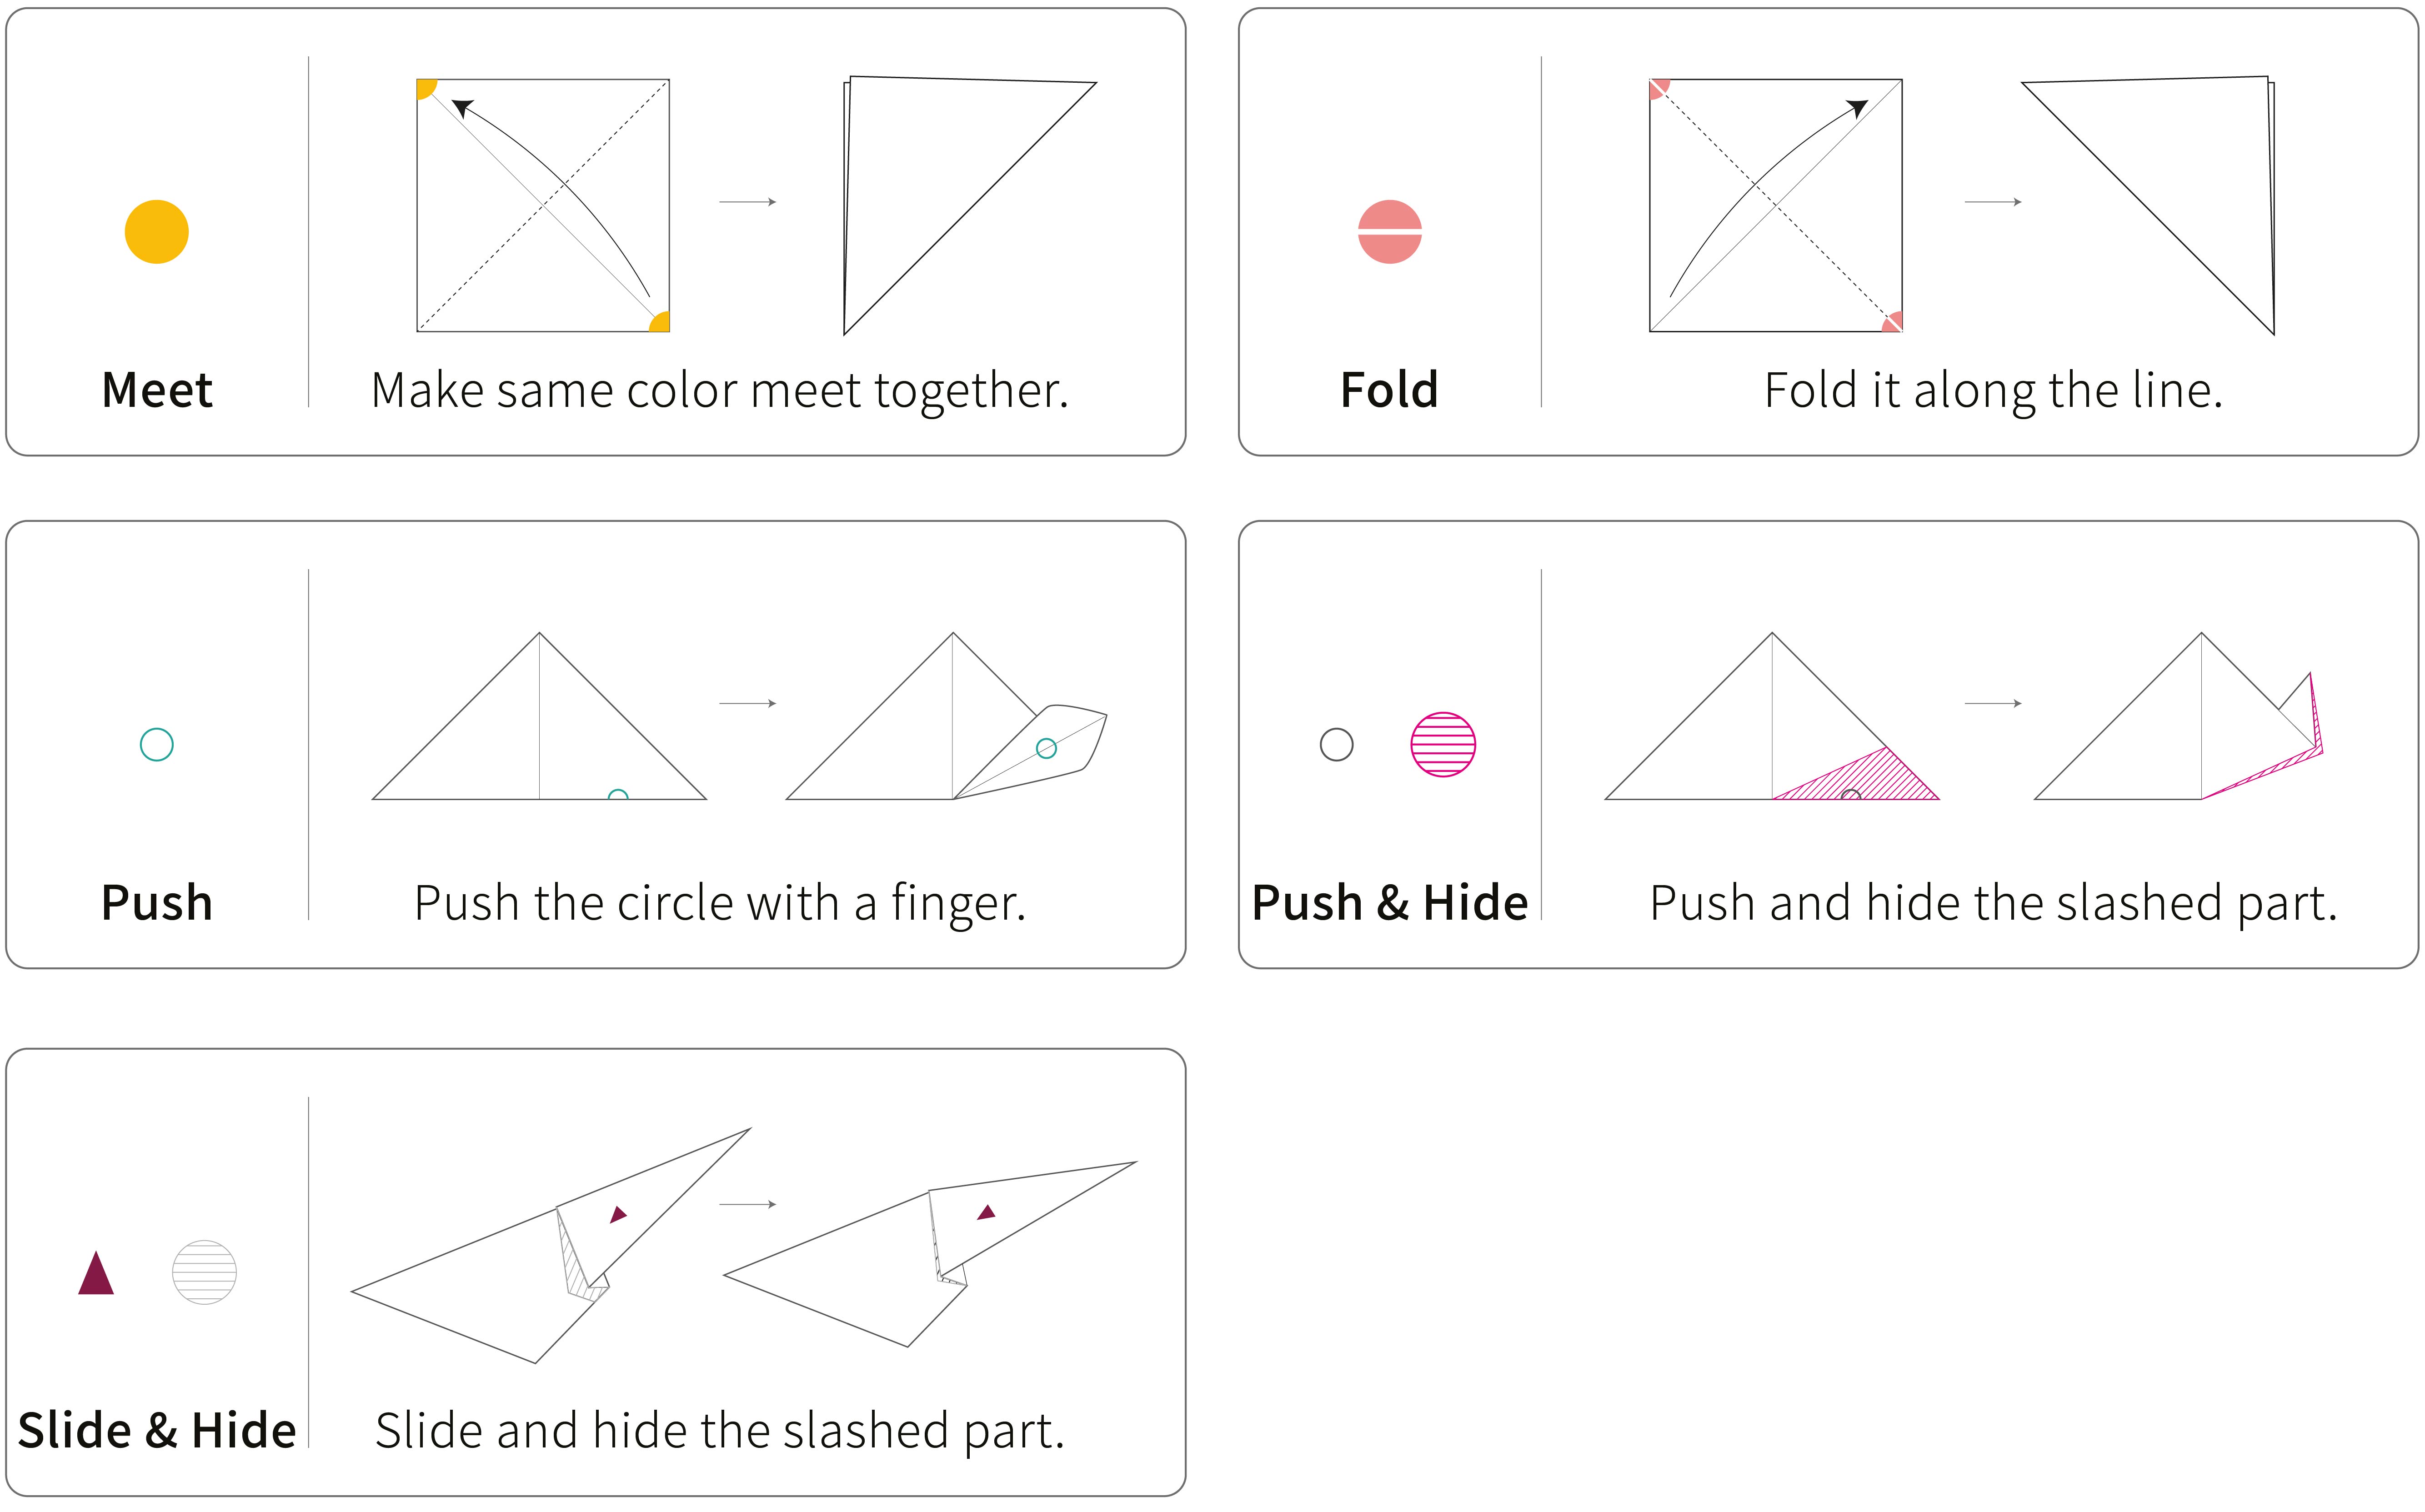 Meet
Make same color meet together.
Fold
Fold it along the line.
Push
Push the circle with a finger.
Push & Hide
Push and hide the slashed part.
Slide & Hide
Slide and hide the slashed part.